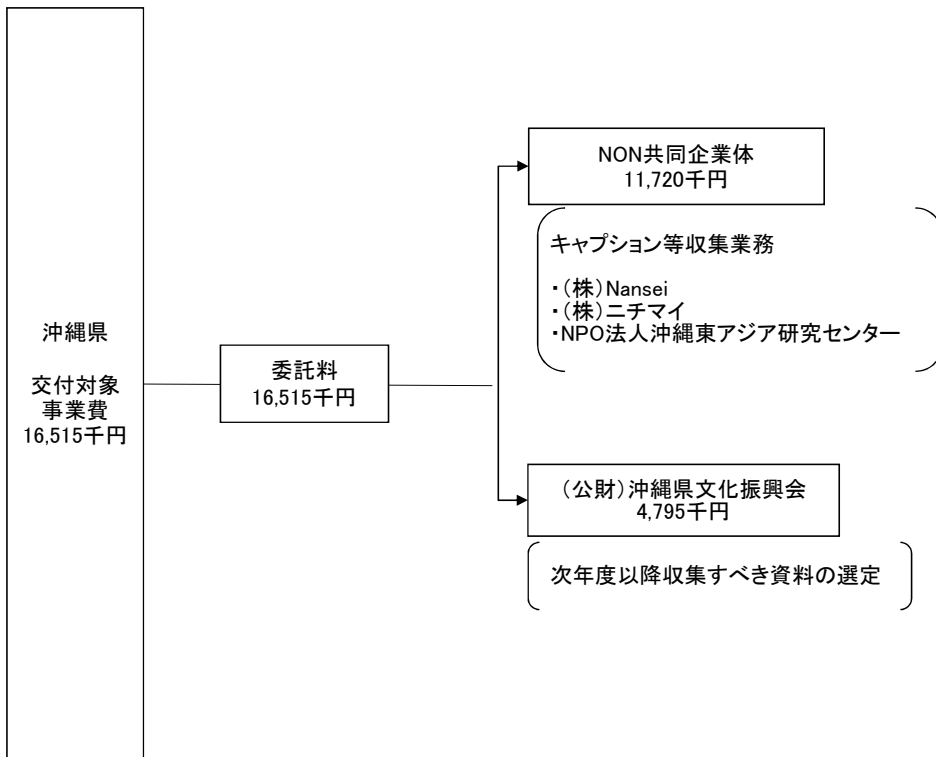 沖縄県
交付対象
事業費
16,515千円
委託料
16,515千円
NON共同企業体
11,720千円
キャプション等収集業務
・(株)Nansei
・(株)ニチマイ
・NPO法人沖縄東アジア研究センター
(公財)沖縄県文化振興会
4,795千円
次年度以降収集すべき資料の選定